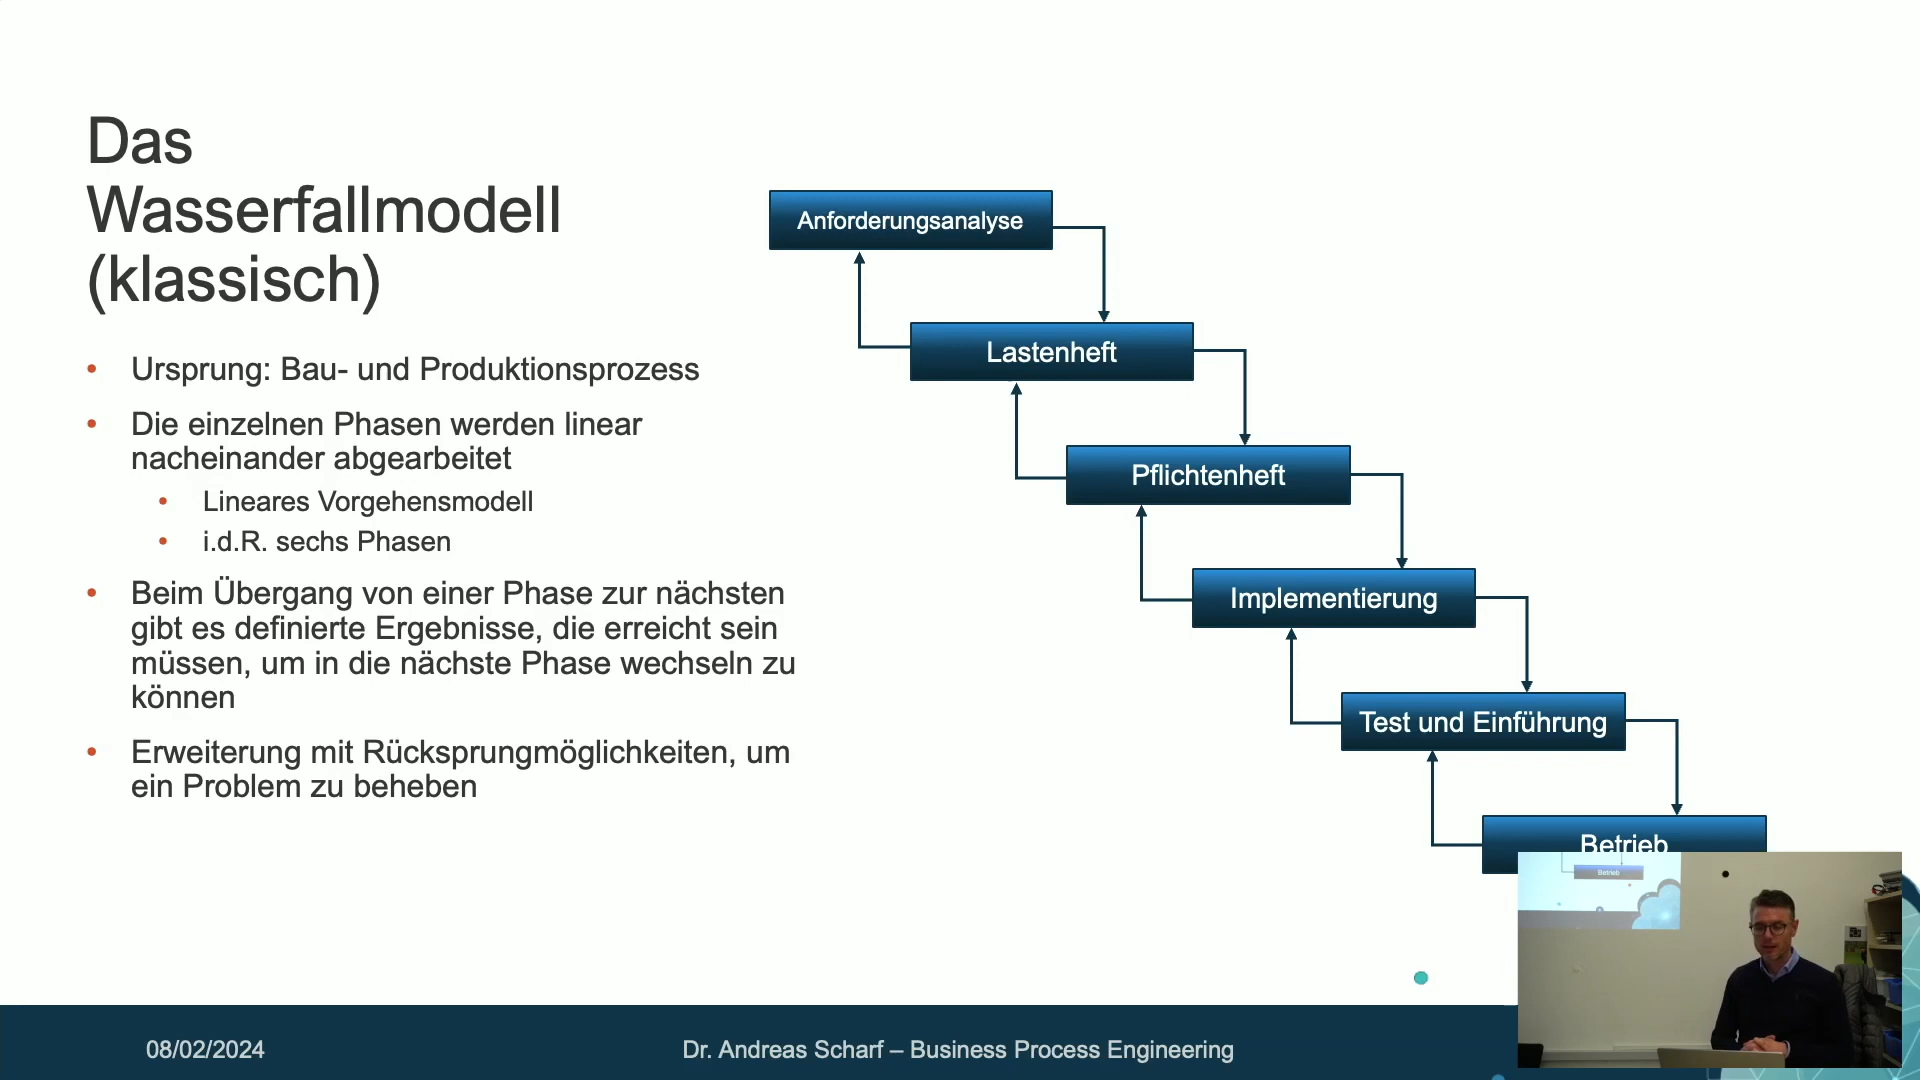 Das
Wasserfallmodell
(klassisch)
• Ursprung: Bau- und Produktionsprozess
• Die einzelnen Phasen werden linear
nacheinander abgearbeitet
• Lineares Vorgehensmodell
• i.d.R. sechs Phasen
• Beim Übergang von einer Phase zur nächsten
gibt es definierte Ergebnisse, die erreicht sein
müssen, um in die nächste Phase wechseln zu
können
• Erweiterung mit Rücksprungmöglichkeiten, um
ein Problem zu beheben
Anforderungsanalyse
Lastenheft
Pflichtenheft
Implementierung
Test und Einführung
Betrieb
Betrieb
08/02/2024
Dr. Andreas Scharf – Business Process Engineering